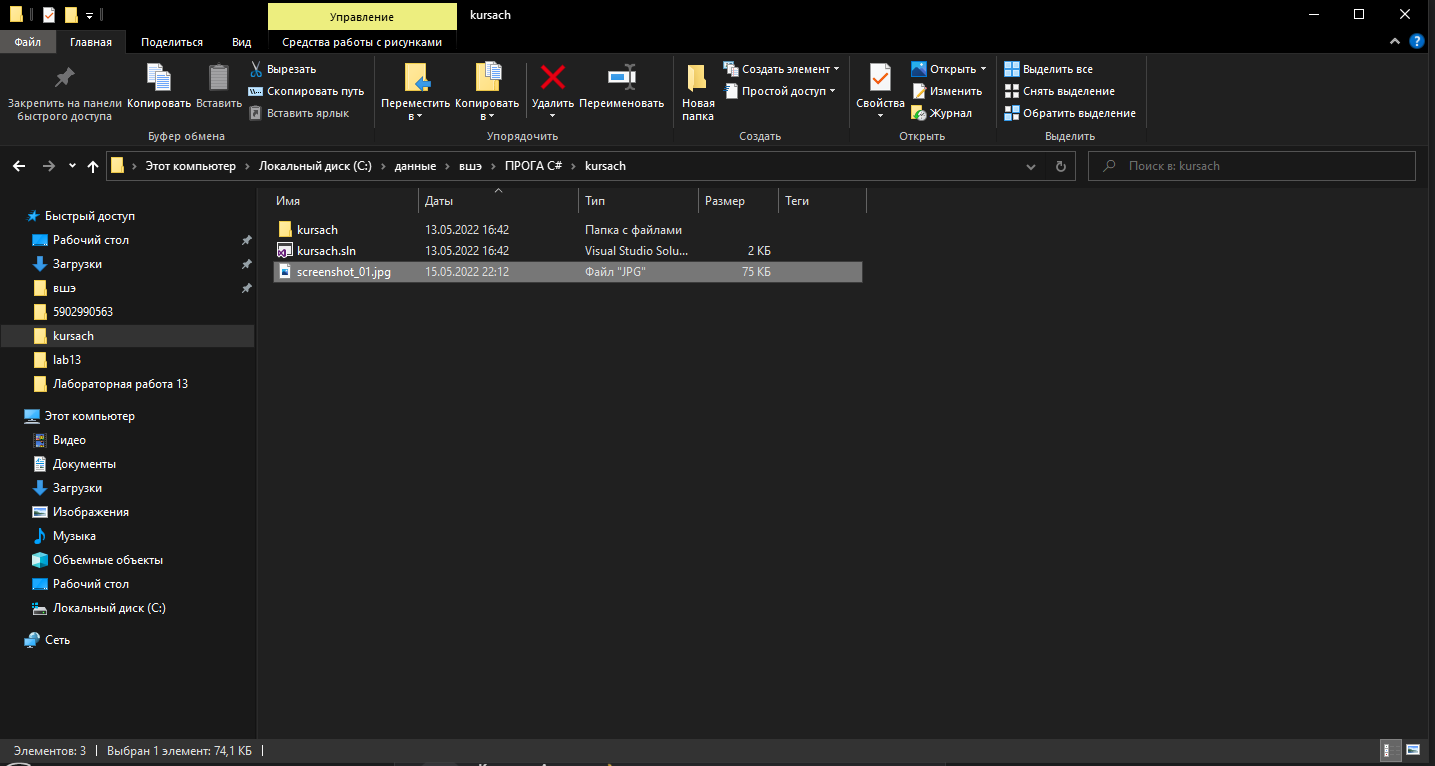 Управление
kursach
Файл
Главная
Поделиться
Вид
Средства работы с рисунками
Закрепить на панели
быстрого доступа
Копировать
Вставить
Вырезать
Скопировать путь
Вставить ярлык
Буфер обмена
Переместить
в
Копировать
в
Удалить
Переименовать
Упорядочить
Новая
папка
Создать элемент
Простой доступ
Создать
Свойства
Открыть
Изменить
Журнал
Открыть
Выделить все
Снять выделение
Обратить выделение
Выделить
Этот компьютер
Локальный диск (C:)
данные
вшэ
ПРОГА C#
kursach
Поиск в: kursach
Имя
Даты
Тип
Размер
Теги
kursach 13.05.2022 16:42 Папка с файлами
kursach.sln 13.05.2022 16:42 Visual Studio Solu... 2 КБ
screenshot_01.jpg 15.05.2022 22:12 Файл "JPG" 75 КБ
Быстрый доступ
Рабочий стол
Загрузки
вшэ
5902990563
kursach
lab13
Лабораторная работа 13
Этот компьютер
Видео
Документы
Загрузки
Изображения
Музыка
Объемные объекты
Рабочий стол
Локальный диск (C:)
Сеть
Элементов: 3
Выбран 1 элемент: 74,1 КБ